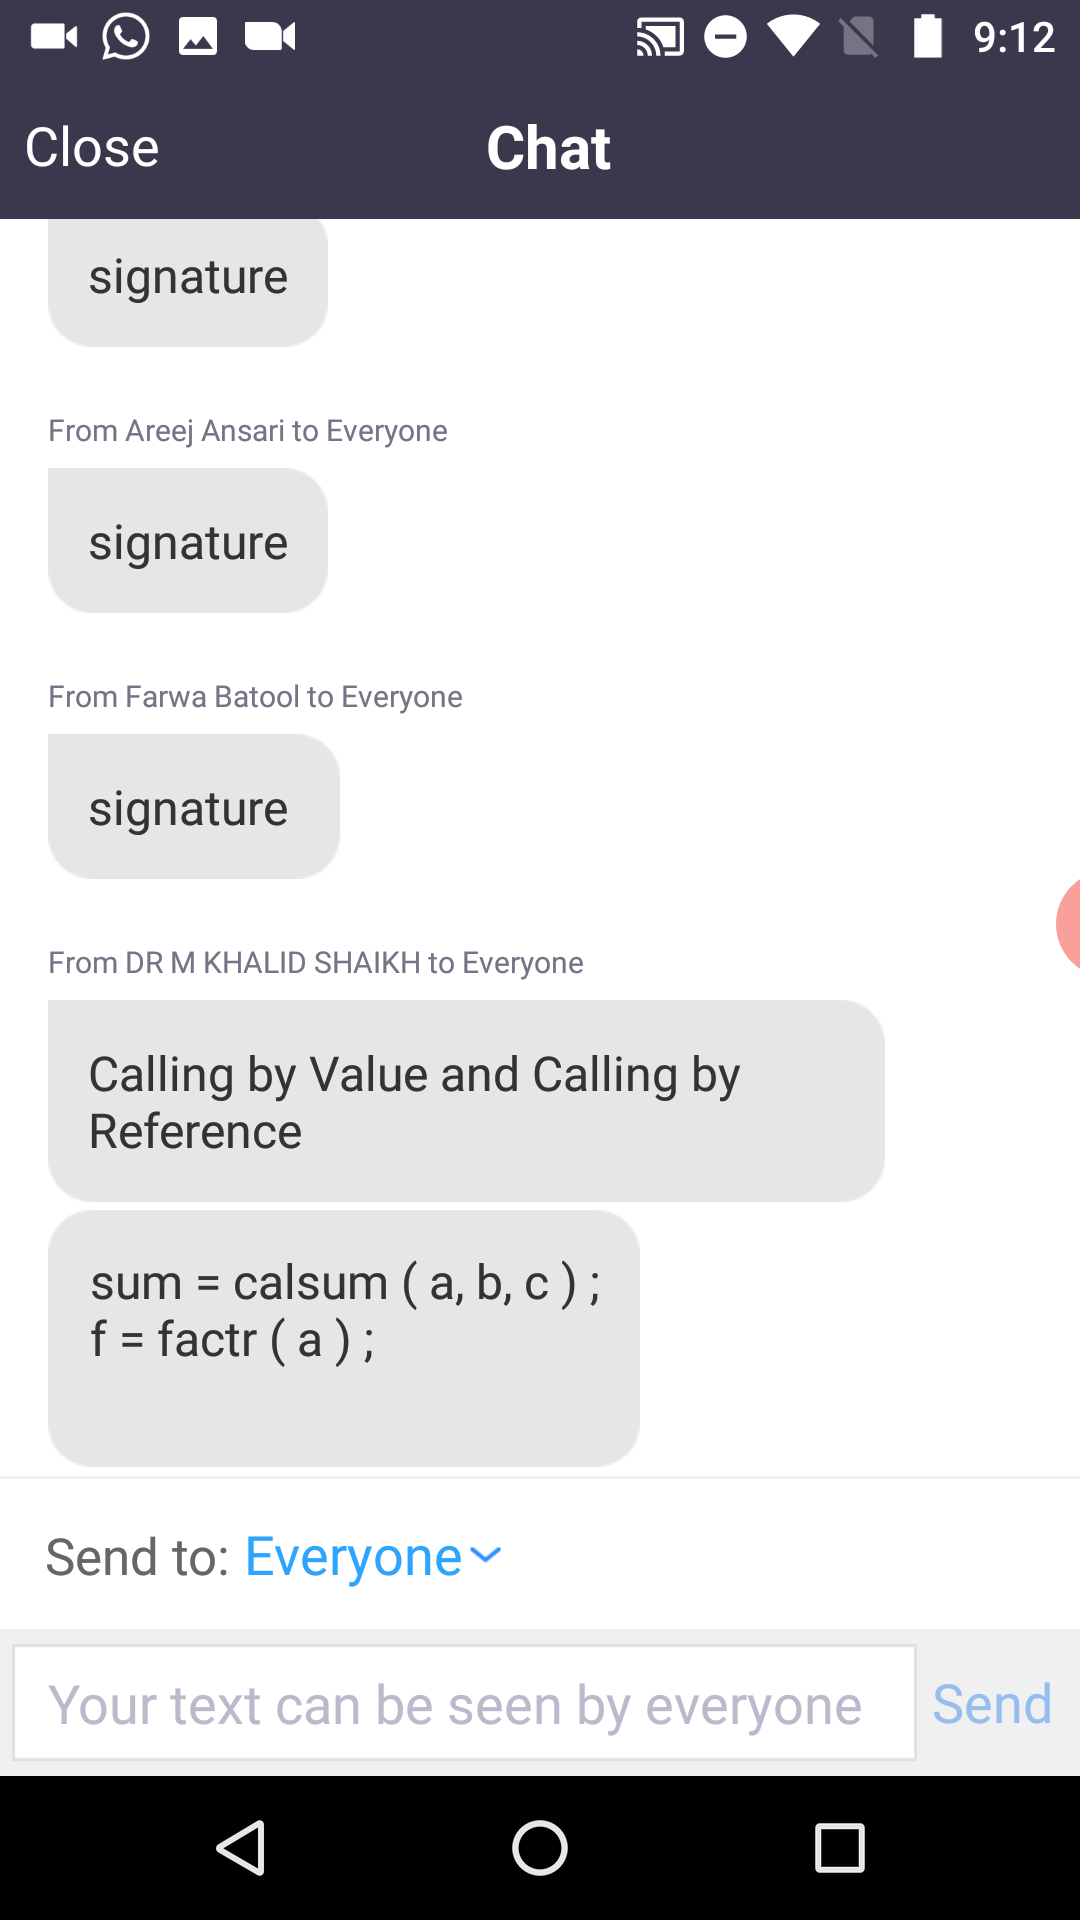 9:12
Close
Chat
signature
From Areej Ansari to Everyone
signature
From Farwa Batool to Everyone
signature
From DR M KHALID SHAIKH to Everyone
Calling by Value and Calling by
Reference
sum = calsum ( a, b, c ) ;
f = factr ( a ) ;
Send to: Everyone
Your text can be seen by everyone
Send